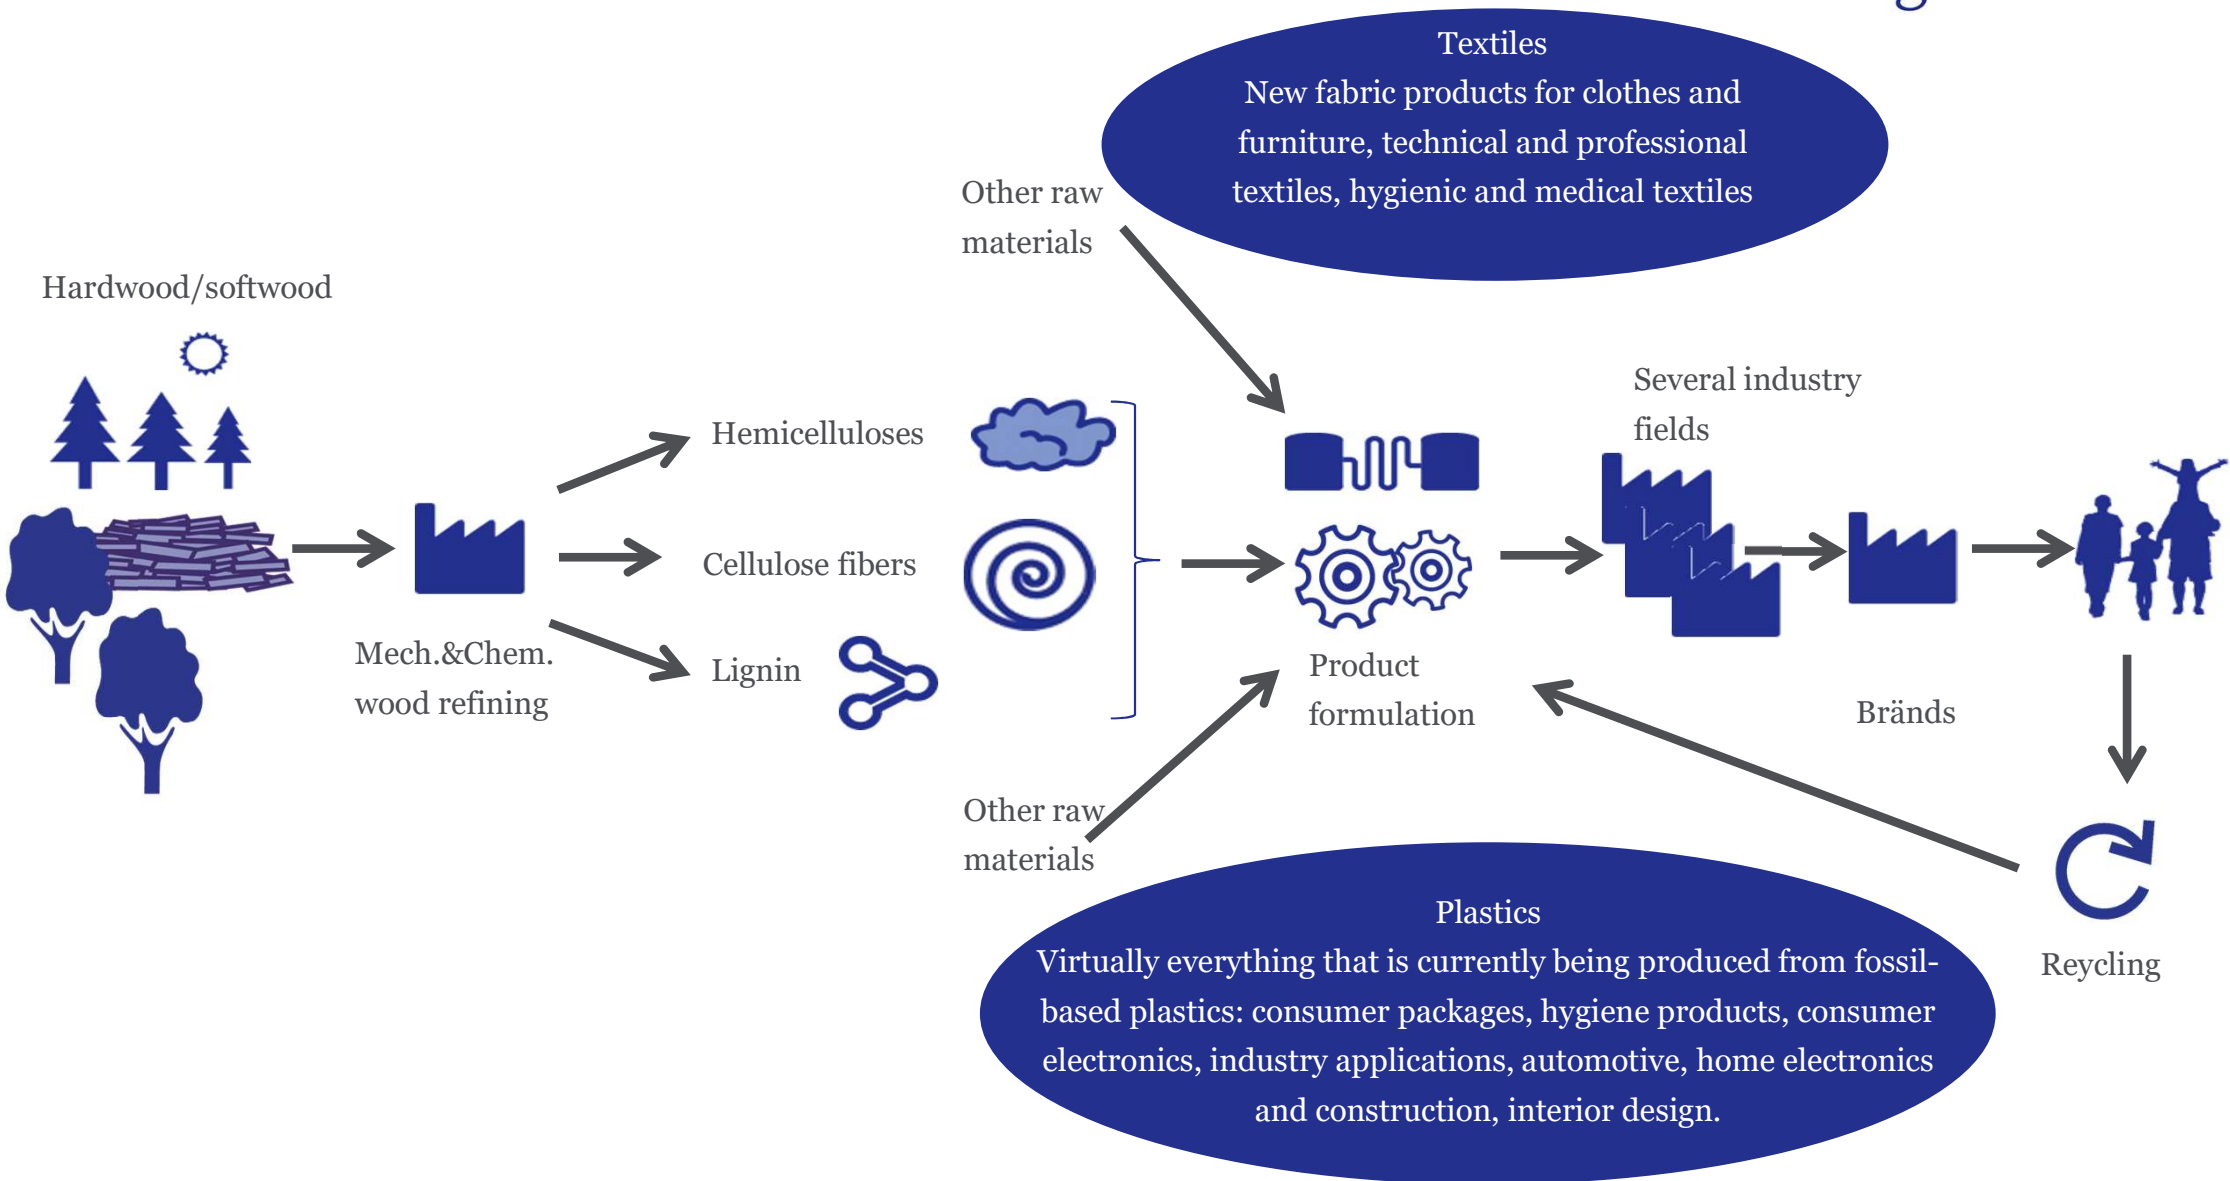 Textiles
New fabric products for clothes and
furniture, technical and professional
textiles, hygienic and medical textiles
Other raw
materials
Hardwood/softwood
Several industry
fields
Hemicelluloses
Cellulose fibers
Lignin
Mech.&Chem.
wood refining
Product
formulation
Bränds
Other raw
materials
Plastics
Virtually everything that is currently being produced from fossil-
based plastics: consumer packages, hygiene products, consumer
electronics, industry applications, automotive, home electronics
and construction, interior design.
Reycling